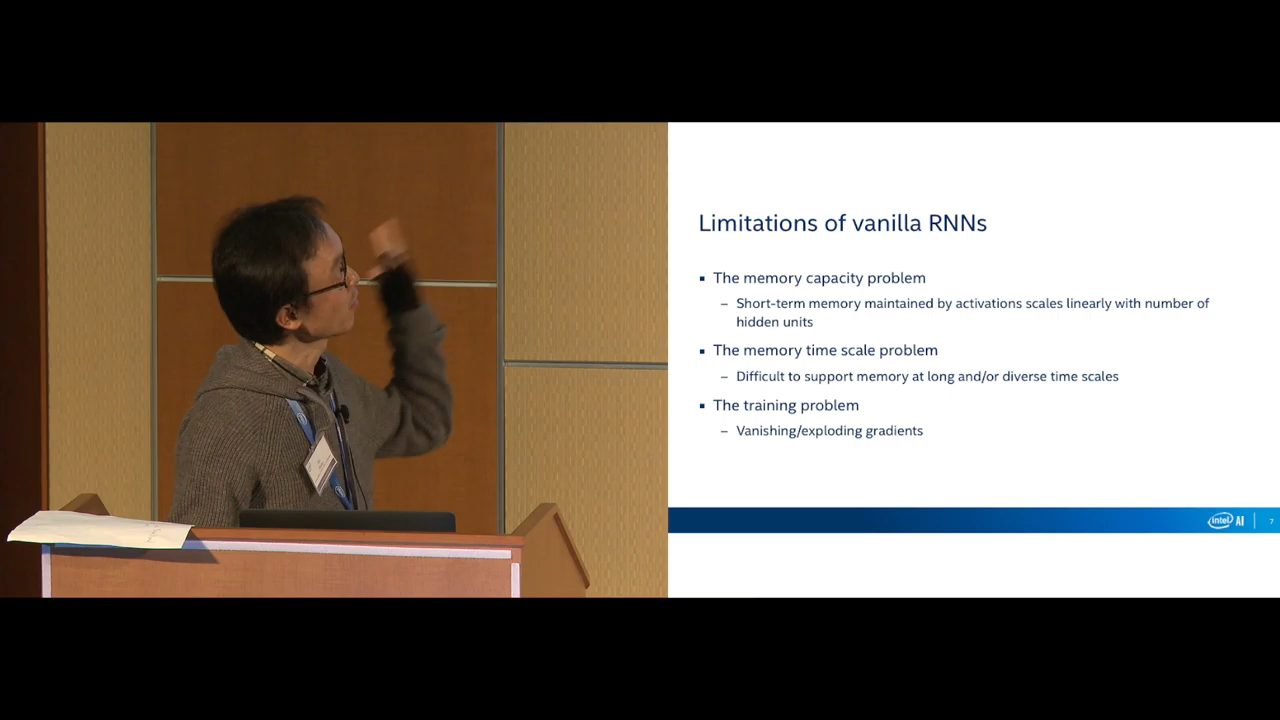 Limitations of vanilla RNNs
▪ The memory capacity problem
– Short-term memory maintained by activations scales linearly with number of
hidden units
▪ The memory time scale problem
– Difficult to support memory at long and/or diverse time scales
▪ The training problem
– Vanishing/exploding gradients
intel AI | 7